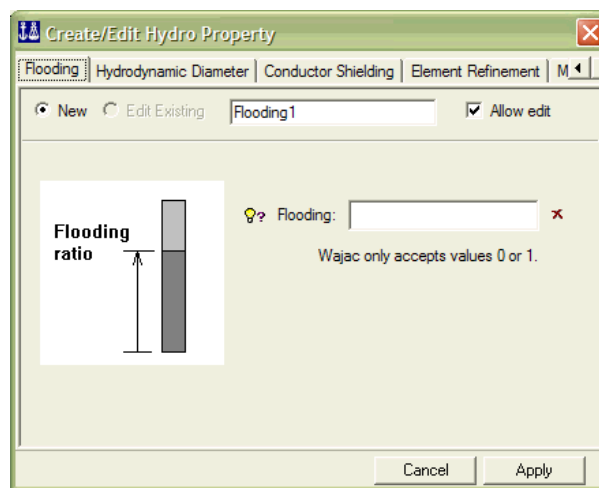 Create/Edit Hydro Property
Flooding Hydrodynamic Diameter Conductor Shielding Element Refinement M
New Edit Existing Flooding1 Allow edit
Flooding ratio
? Flooding:
Wajac only accepts values 0 or 1.
Cancel Apply